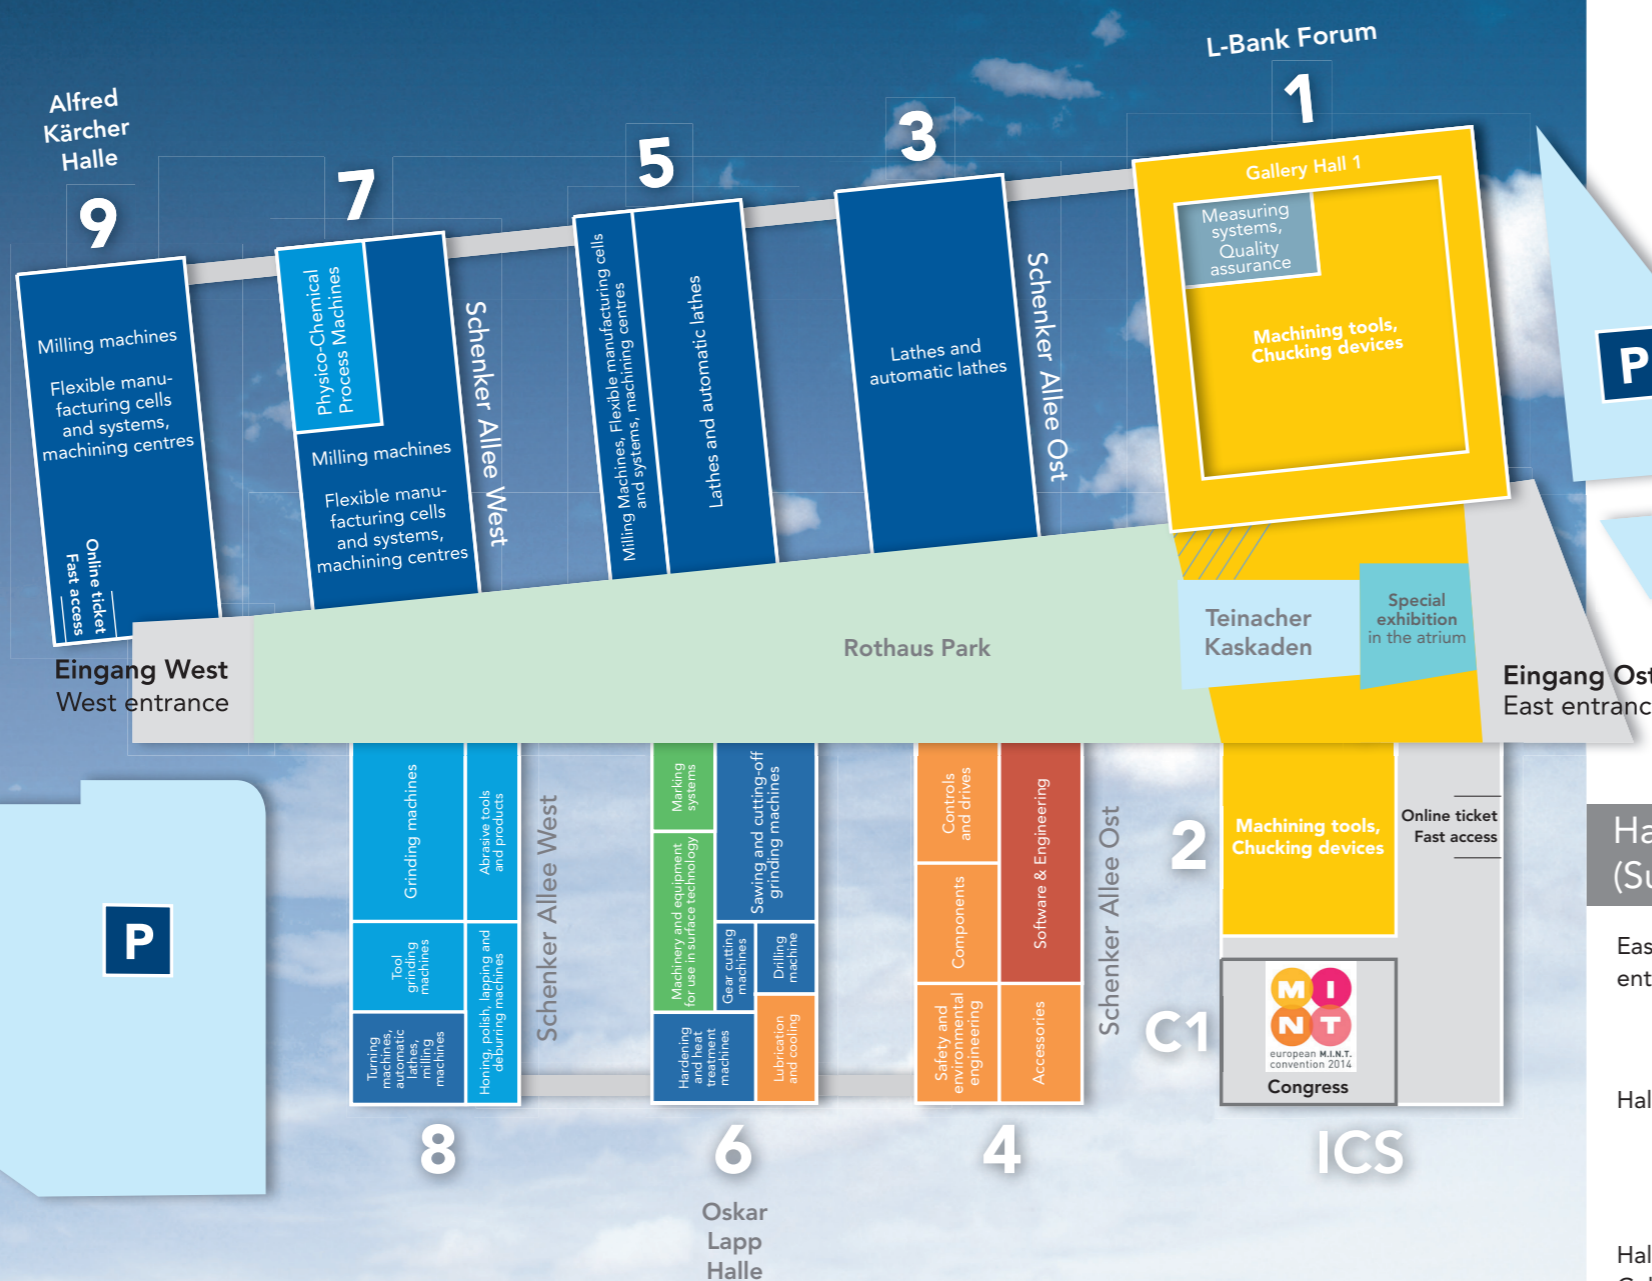 L-Bank Forum
1
Alfred
Kärcher
Halle
9
7
5
3
Gallery Hall 1
Measuring
systems,
Quality
assurance
Machining tools,
Chucking devices
Milling machines
Flexible manu-
facturing cells
and systems,
machining centres
Online ticket
Fast access
Physico-Chemical
Process Machines
Milling machines
Flexible manu-
facturing cells
and systems,
machining centres
Schenker Allee West
Milling Machines, Flexible manufacturing cells
and systems, machining centres
Lathes and automatic lathes
Lathes and
automatic lathes
Schenker Allee Ost
P
Eingang West
West entrance
Rothaus Park
Teinacher
Kaskaden
Special
exhibition
in the atrium
Eingang Ost
East entranc
P
Grinding machines
Abrasive tools
and products
Tool
grinding
machines
Honing, polish, lapping and
deburring machines
Turning
machines,
automatic
lathes,
milling
machines
8
Schenker Allee West
Marking
systems
Sawing and cutting-off
grinding machines
Machinery and equipment
for use in surface technology
Gear cutting
machines
Drilling
machine
Hardening
and heat
treatment
machines
Lubrication
and cooling
6
Oskar
Lapp
Halle
Controls
and drives
Software & Engineering
Components
Safety and
environmental
engineering
Accessories
4
Schenker Allee Ost
2
Machining tools,
Chucking devices
Online ticket
Fast access
C1
M I
N T
european M.I.N.T.
convention 2014
Congress
ICS
Ha
(Su
Eas
ent
Hal
Hal